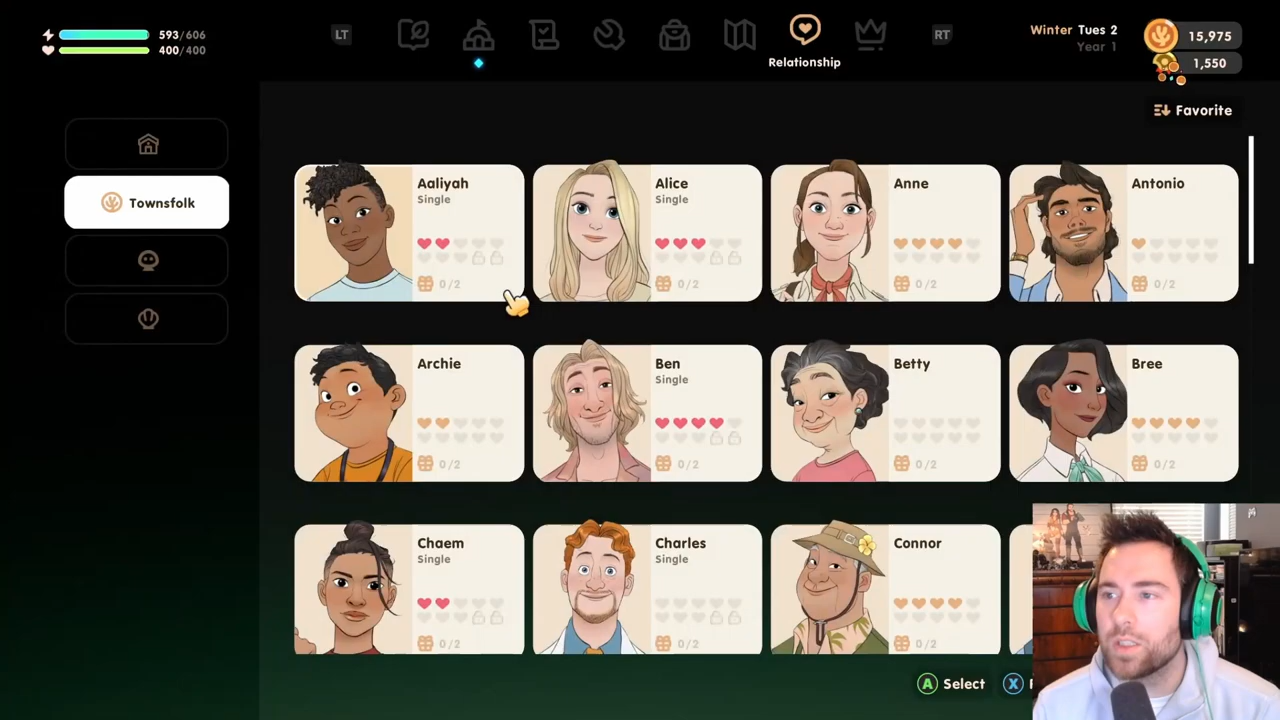 593/606
400/400
LT
RT
Relationship
Winter Tues 2
Year 1
15,975
1,550
Favorite
Townsfolk
Aaliyah
Single
0/2
Alice
Single
0/2
Anne
0/2
Antonio
0/2
Archie
0/2
Ben
Single
0/2
Betty
0/2
Bree
0/2
Chaem
Single
0/2
Charles
Single
0/2
Connor
0/2
A Select
X